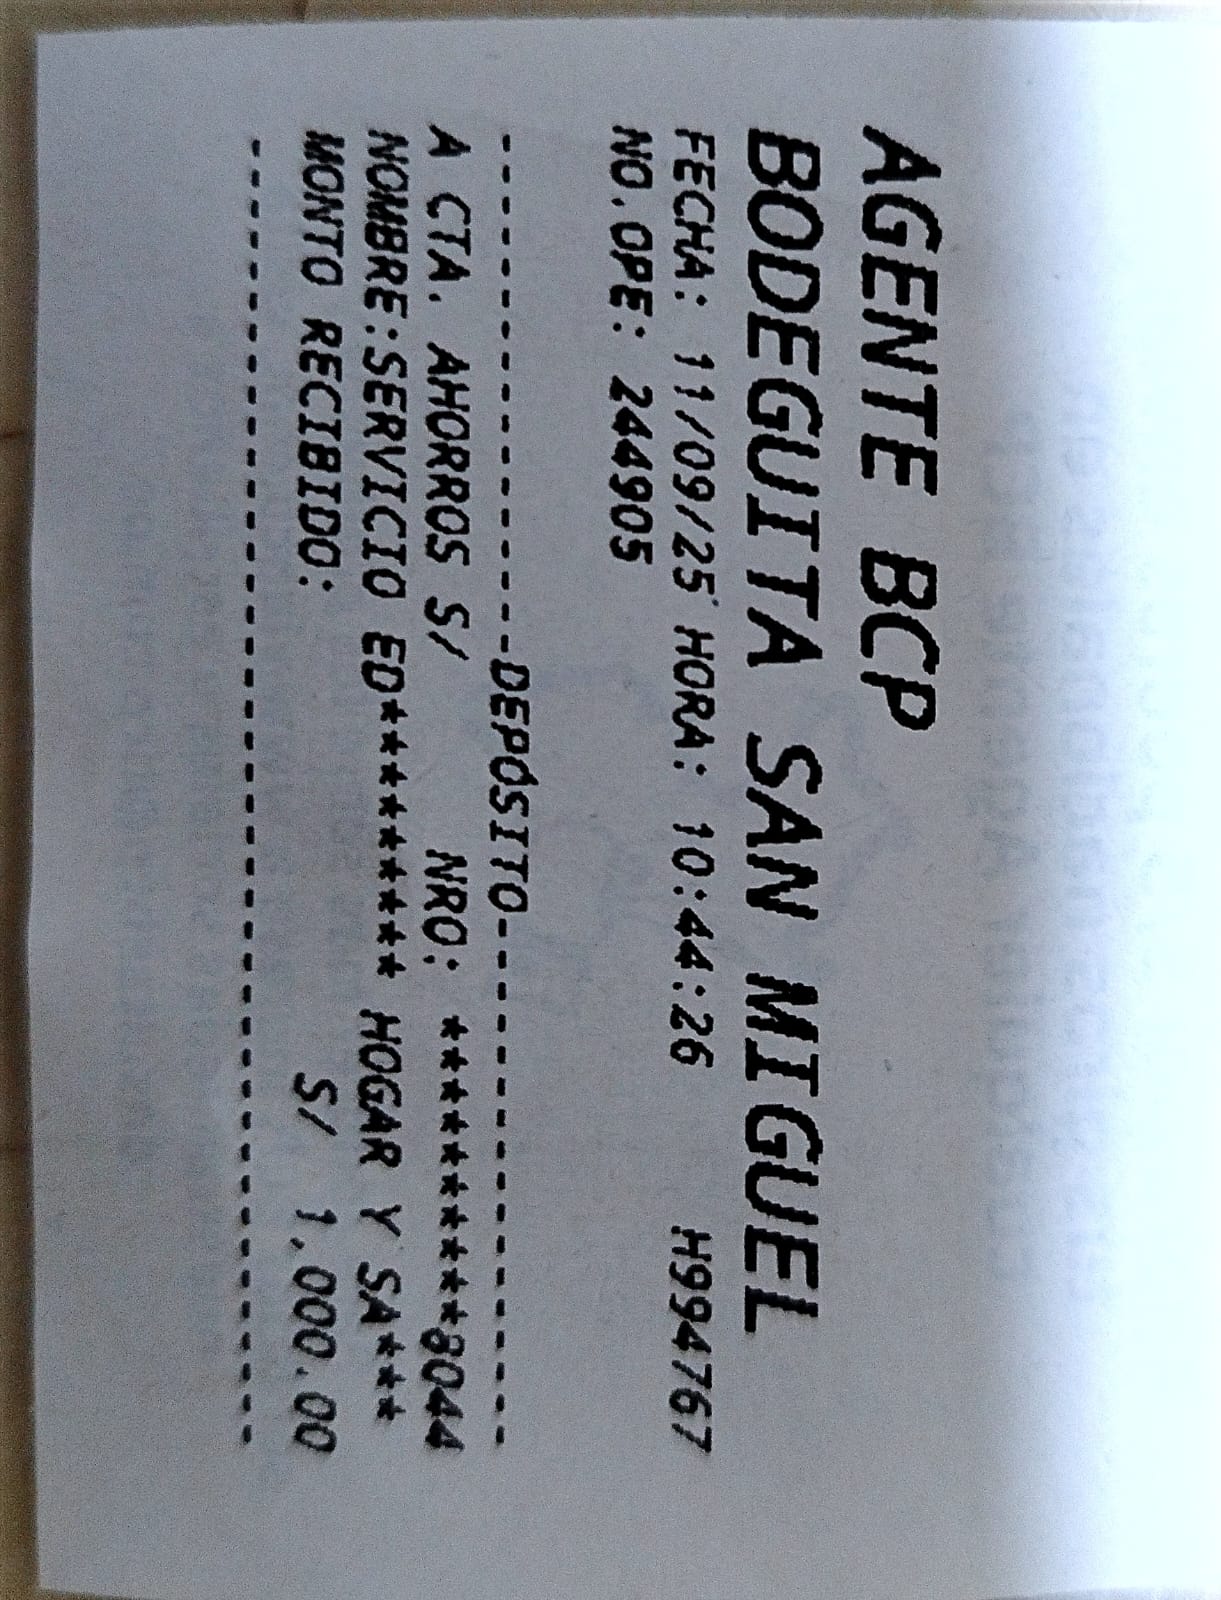 AGENTE BCP
BODEGUITA SAN MIGUEL
FECHA: 11/09/25 HORA: 10:44:26 H994767
NO.OPE: 244905
--------------------DEPÓSITO--------------------
A CTA. AHORROS S/ NRO: **********8044
NOMBRE:SERVICIO ED********* HOGAR Y SA***
MONTO RECIBIDO: S/ 1,000.00